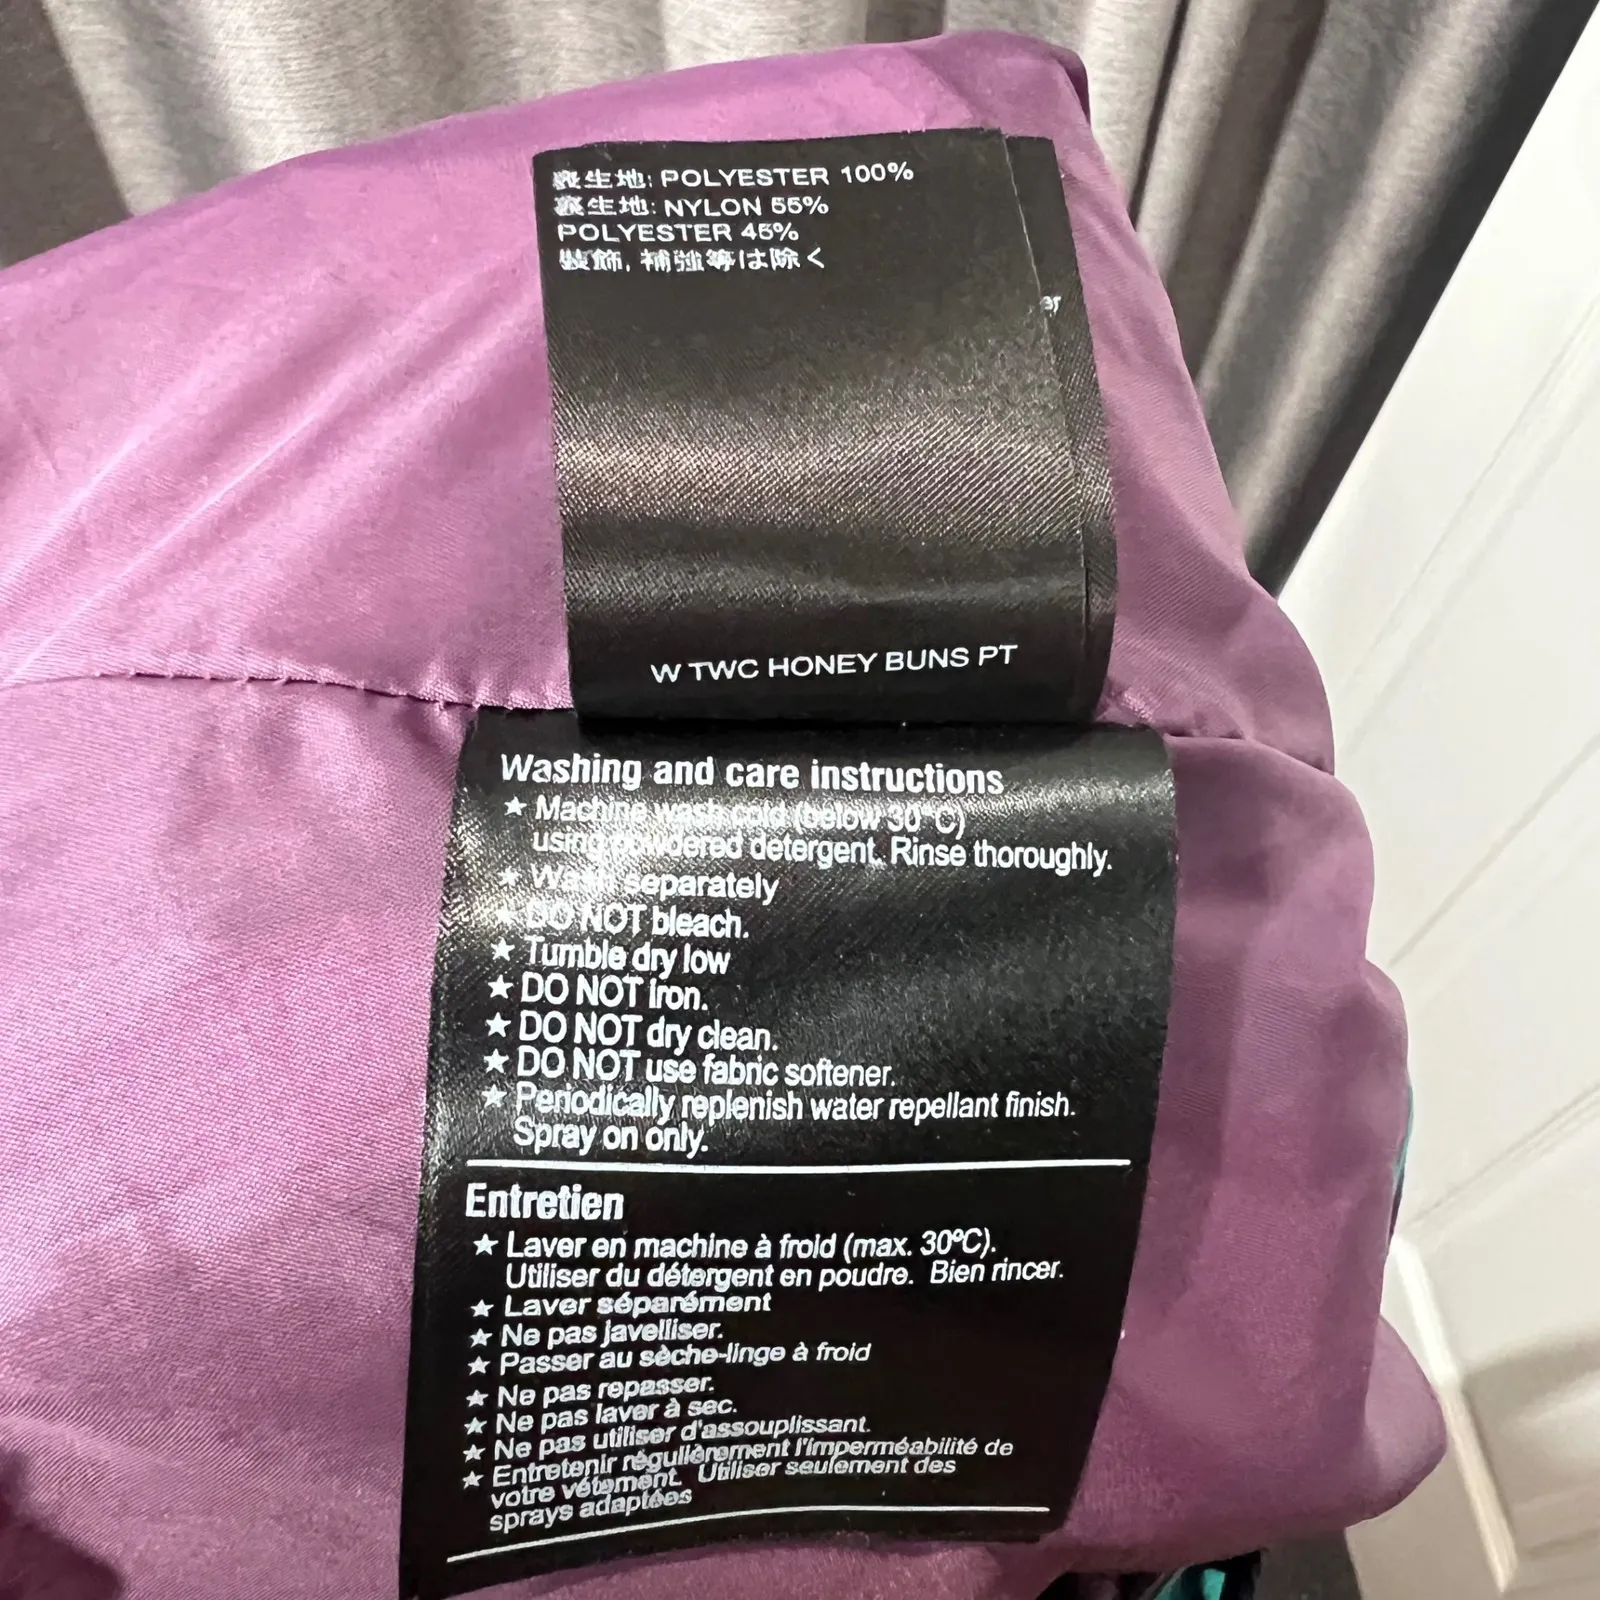 表生地: POLYESTER 100%
裏生地: NYLON 55%
POLYESTER 45%
装飾, 補強等は除く
er
W TWC HONEY BUNS PT
Washing and care instructions
★ Machine wash cold (below 30°C)
using powdered detergent. Rinse thoroughly.
★ Wash separately
★ DO NOT bleach.
★ Tumble dry low
★ DO NOT iron.
★ DO NOT dry clean.
★ DO NOT use fabric softener.
★ Periodically replenish water repellant finish.
Spray on only.
Entretien
★ Laver en machine à froid (max. 30ºC).
Utiliser du détergent en poudre. Bien rincer.
★ Laver séparément
★ Ne pas javelliser.
★ Passer au sèche-linge à froid
★ Ne pas repasser.
★ Ne pas laver à sec.
★ Ne pas utiliser d'assouplissant.
★ Entretenir régulièrement l'imperméabilité de
votre vêtement. Utiliser seulement des
sprays adaptées